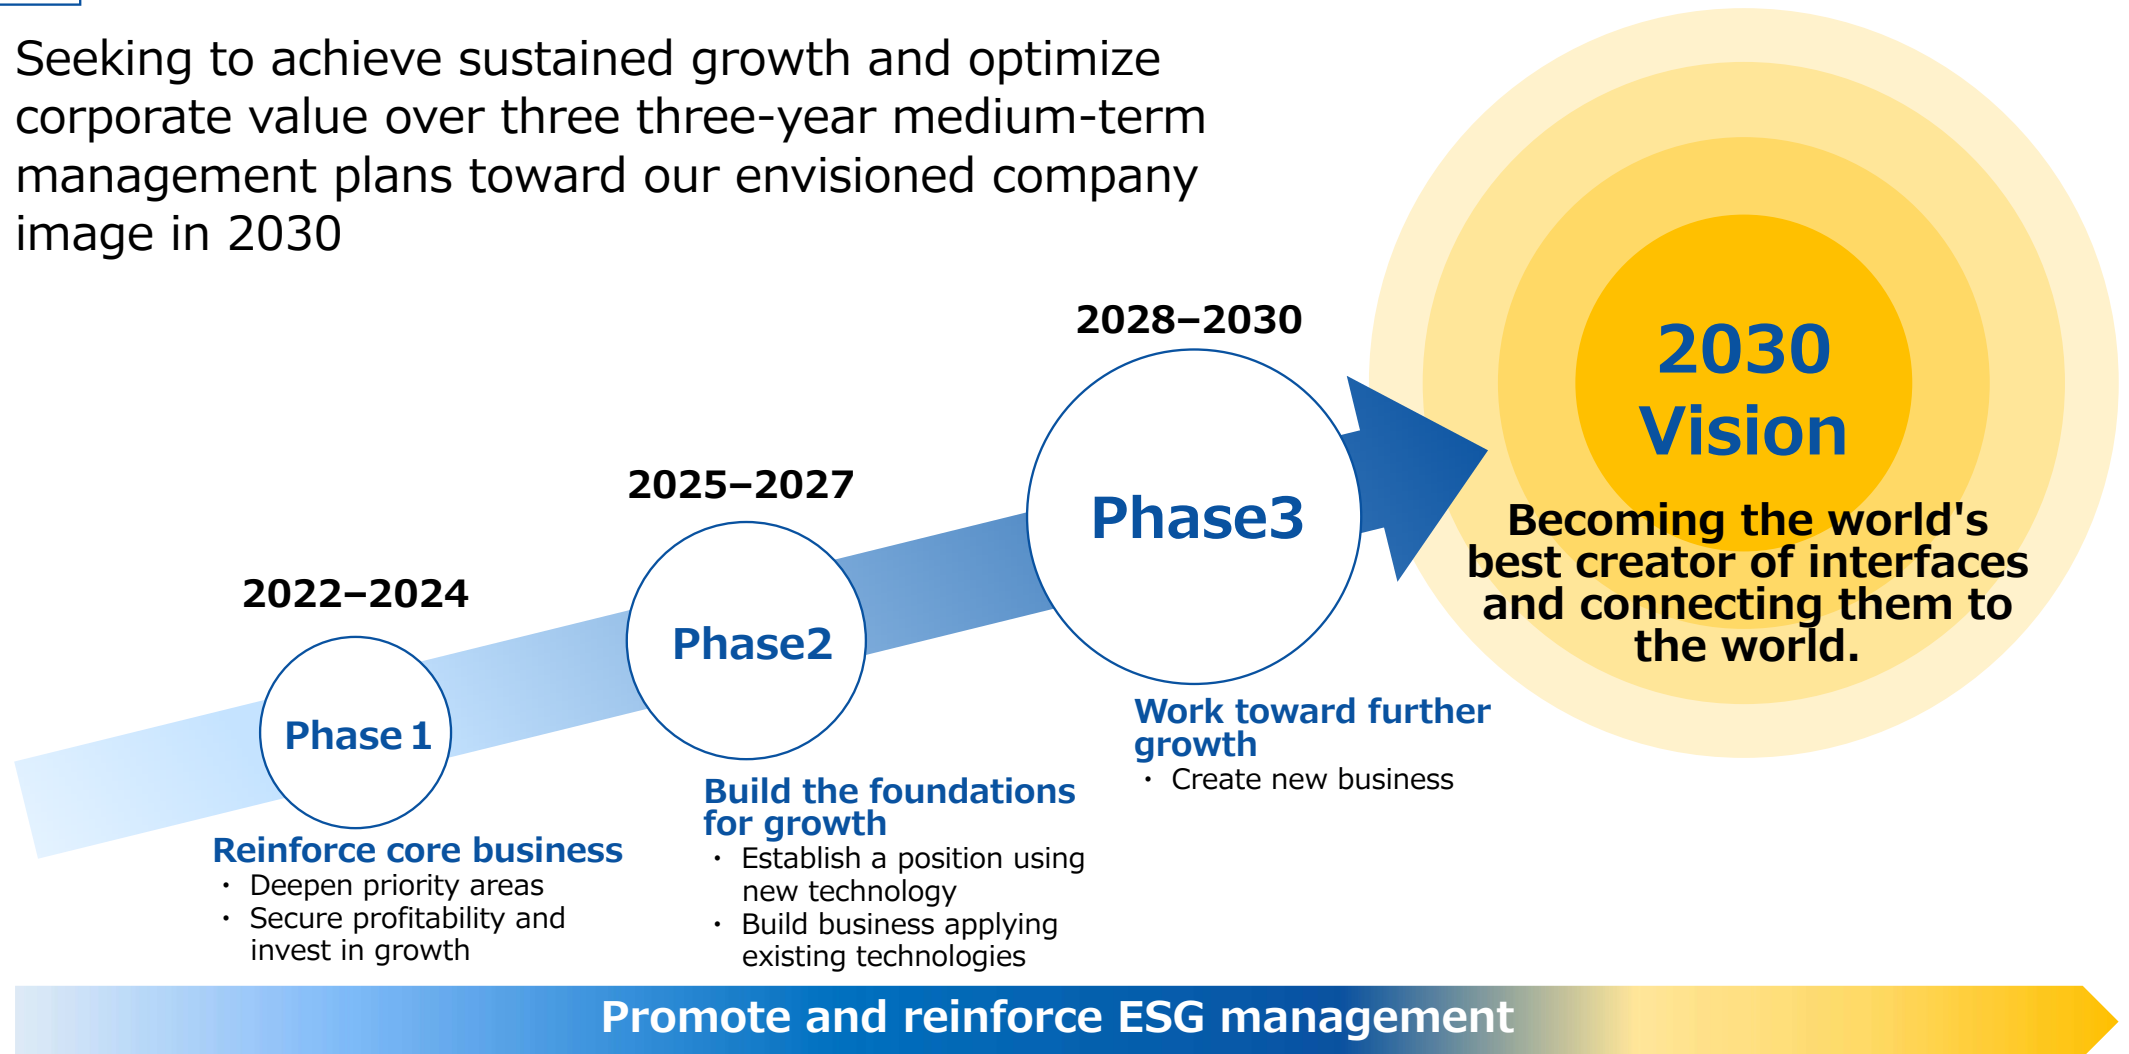 Seeking to achieve sustained growth and optimize
corporate value over three three-year medium-term
management plans toward our envisioned company
image in 2030
2022–2024
Phase 1
Reinforce core business
・ Deepen priority areas
・ Secure profitability and
invest in growth
2025–2027
Phase2
Build the foundations
for growth
・ Establish a position using
new technology
・ Build business applying
existing technologies
2028–2030
Phase3
Work toward further
growth
・ Create new business
2030
Vision
Becoming the world's
best creator of interfaces
and connecting them to
the world.
Promote and reinforce ESG management